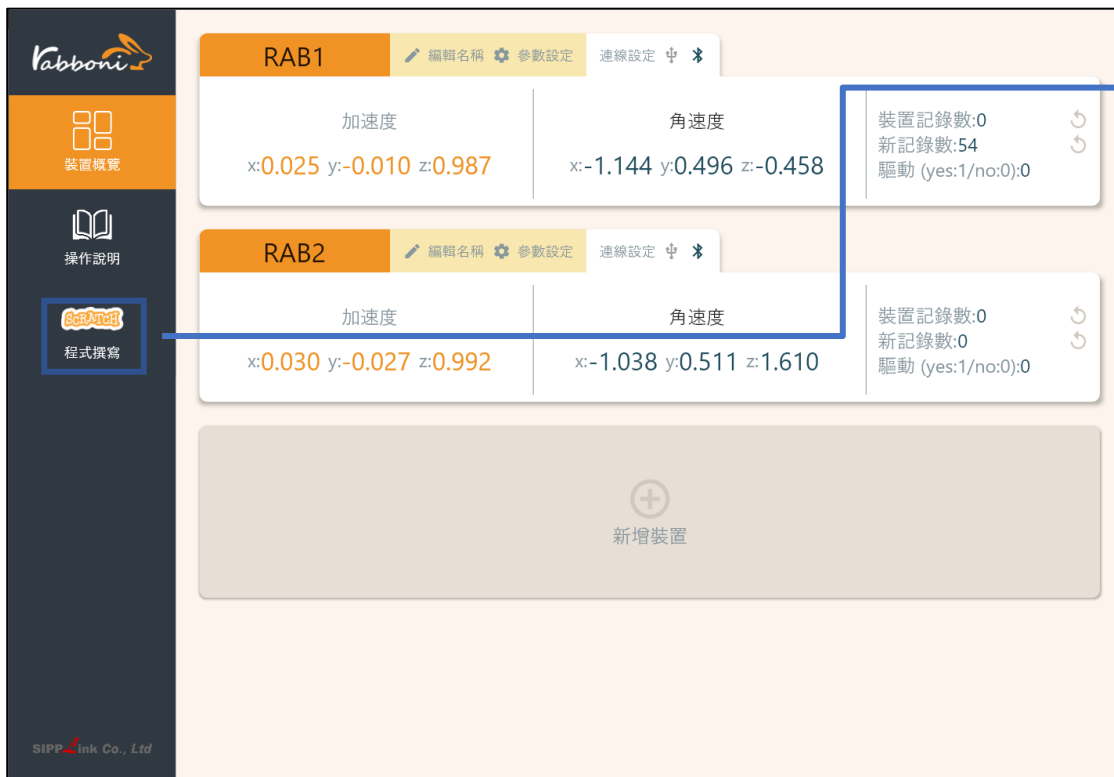 rabboni
裝置概覽
操作說明
SCRATCH
程式撰寫
SIPPLink Co., Ltd
RAB1 編輯名稱 參數設定 連線設定
加速度 角速度 裝置記錄數:0
新記錄數:54
x:0.025 y:-0.010 z:0.987 x:-1.144 y:0.496 z:-0.458 驅動 (yes:1/no:0):0
RAB2 編輯名稱 參數設定 連線設定
加速度 角速度 裝置記錄數:0
新記錄數:0
x:0.030 y:-0.027 z:0.992 x:-1.038 y:0.511 z:1.610 驅動 (yes:1/no:0):0
新增裝置